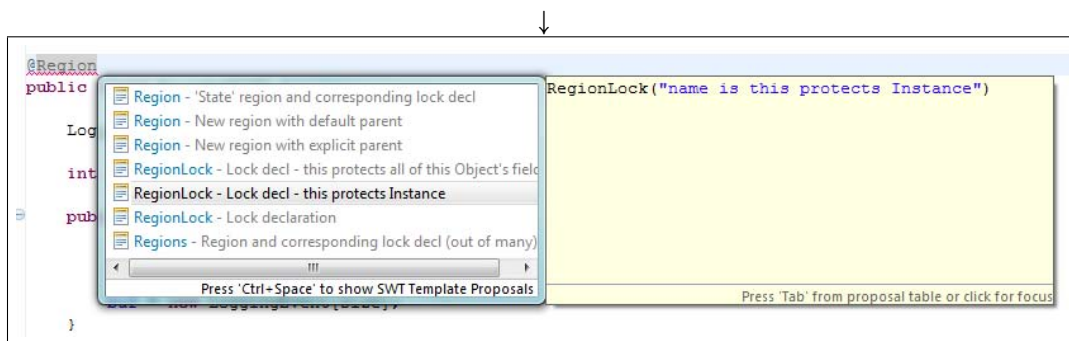 ↓
@Region
public
Region - 'State' region and corresponding lock decl
Region - New region with default parent
Log
Region - New region with explicit parent
int
RegionLock - Lock decl - this protects all of this Object's field
RegionLock - Lock decl - this protects Instance
pub
RegionLock - Lock declaration
Regions - Region and corresponding lock decl (out of many)
Press 'Ctrl+Space' to show SWT Template Proposals
RegionLock("name is this protects Instance")
Press 'Tab' from proposal table or click for focus
}